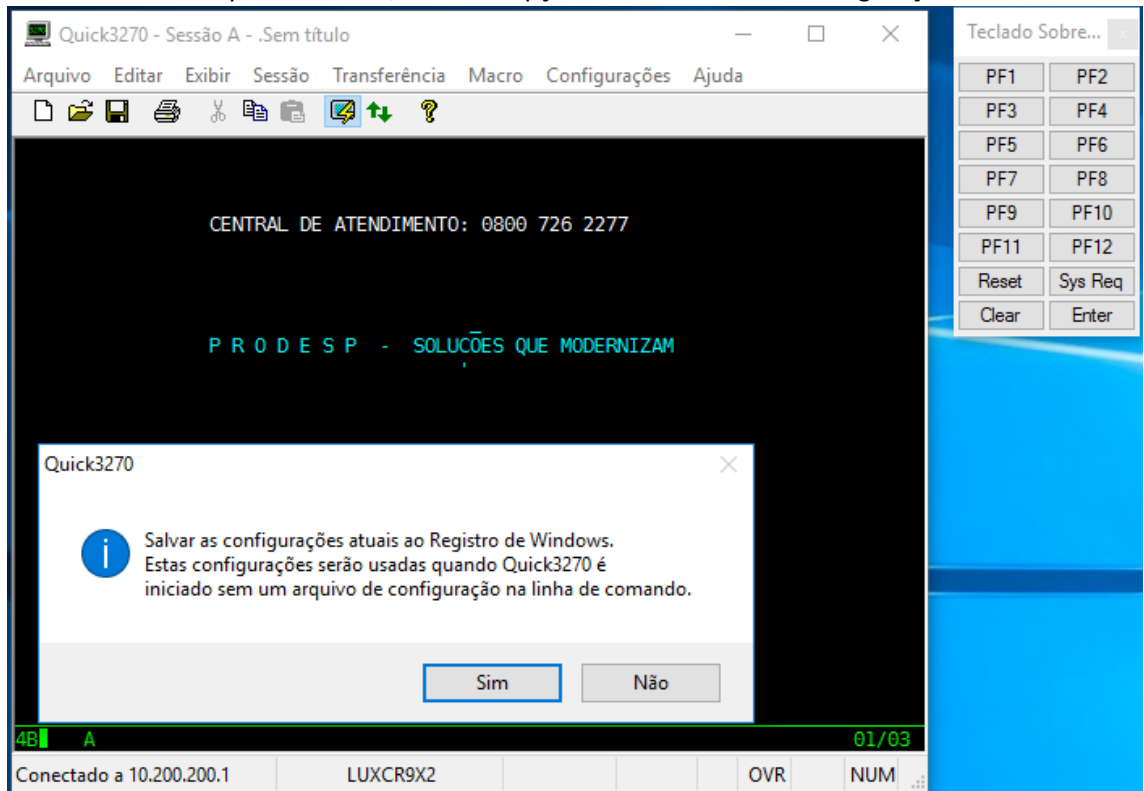 Quick3270 - Sessão A - .Sem título
Arquivo Editar Exibir Sessão Transferência Macro Configurações Ajuda
CENTRAL DE ATENDIMENTO: 0800 726 2277
P R O D E S P - SOLUCOES QUE MODERNIZAM
Quick3270
Salvar as configurações atuais ao Registro de Windows.
Estas configurações serão usadas quando Quick3270 é
iniciado sem um arquivo de configuração na linha de comando.
Sim Não
4B A 01/03
Conectado a 10.200.200.1 LUXCR9X2 OVR NUM
Teclado Sobre...
PF1 PF2
PF3 PF4
PF5 PF6
PF7 PF8
PF9 PF10
PF11 PF12
Reset Sys Req
Clear Enter